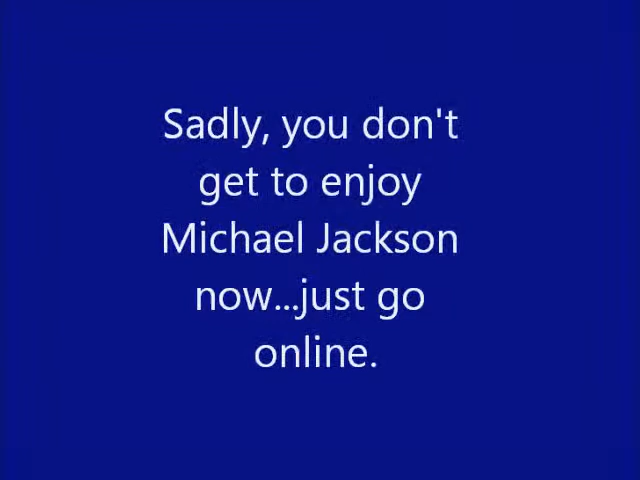 Sadly, you don't
get to enjoy
Michael Jackson
now...just go
online.